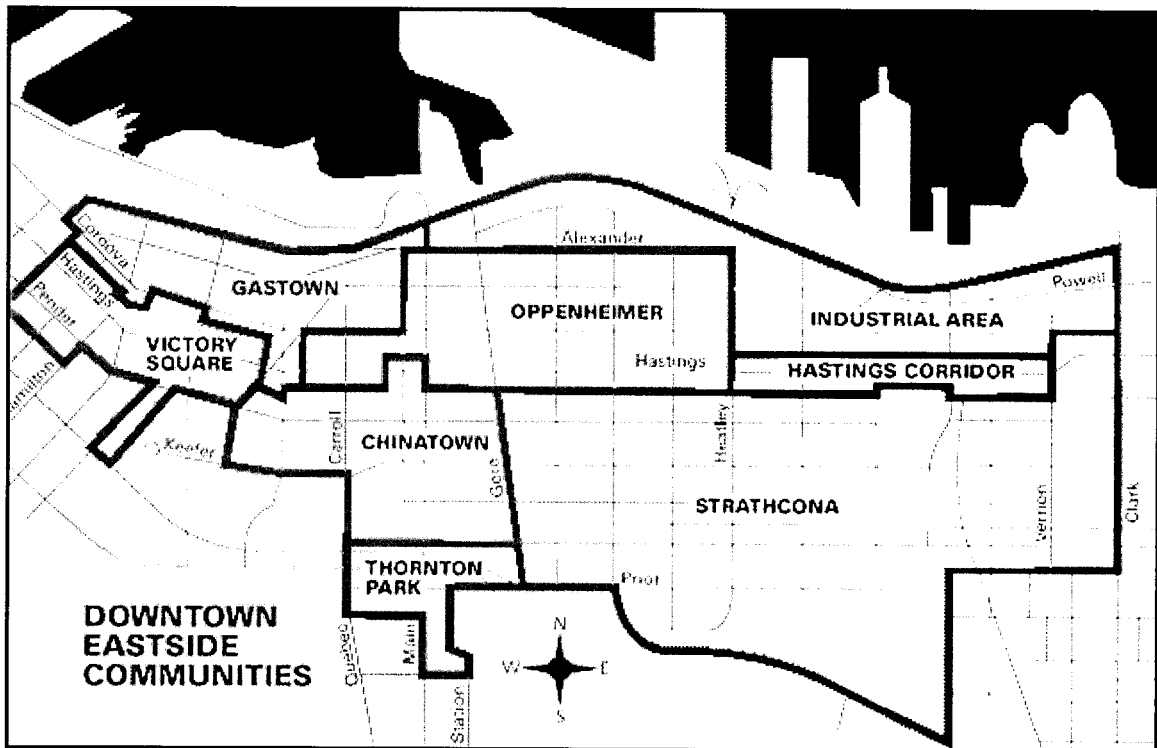 Alexander
Cordova
Hastings
Pender
GASTOWN
Powell
OPPENHEIMER
INDUSTRIAL AREA
VICTORY
SQUARE
Hastings
HASTINGS CORRIDOR
Keefer
Carroll
CHINATOWN
Gore
Heatley
STRATHCONA
Vernon
Clark
THORNTON
PARK
Prior
DOWNTOWN
EASTSIDE
COMMUNITIES
Quebec
Main
Station
N
W
E
S